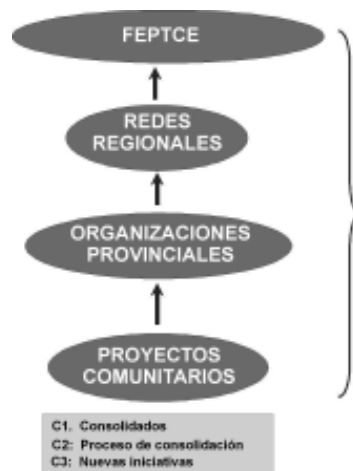 FEPTCE
REDES
REGIONALES
ORGANIZACIONES
PROVINCIALES
PROYECTOS
COMUNITARIOS
C1. Consolidados
C2: Proceso de consolidación
C3: Nuevas iniciativas